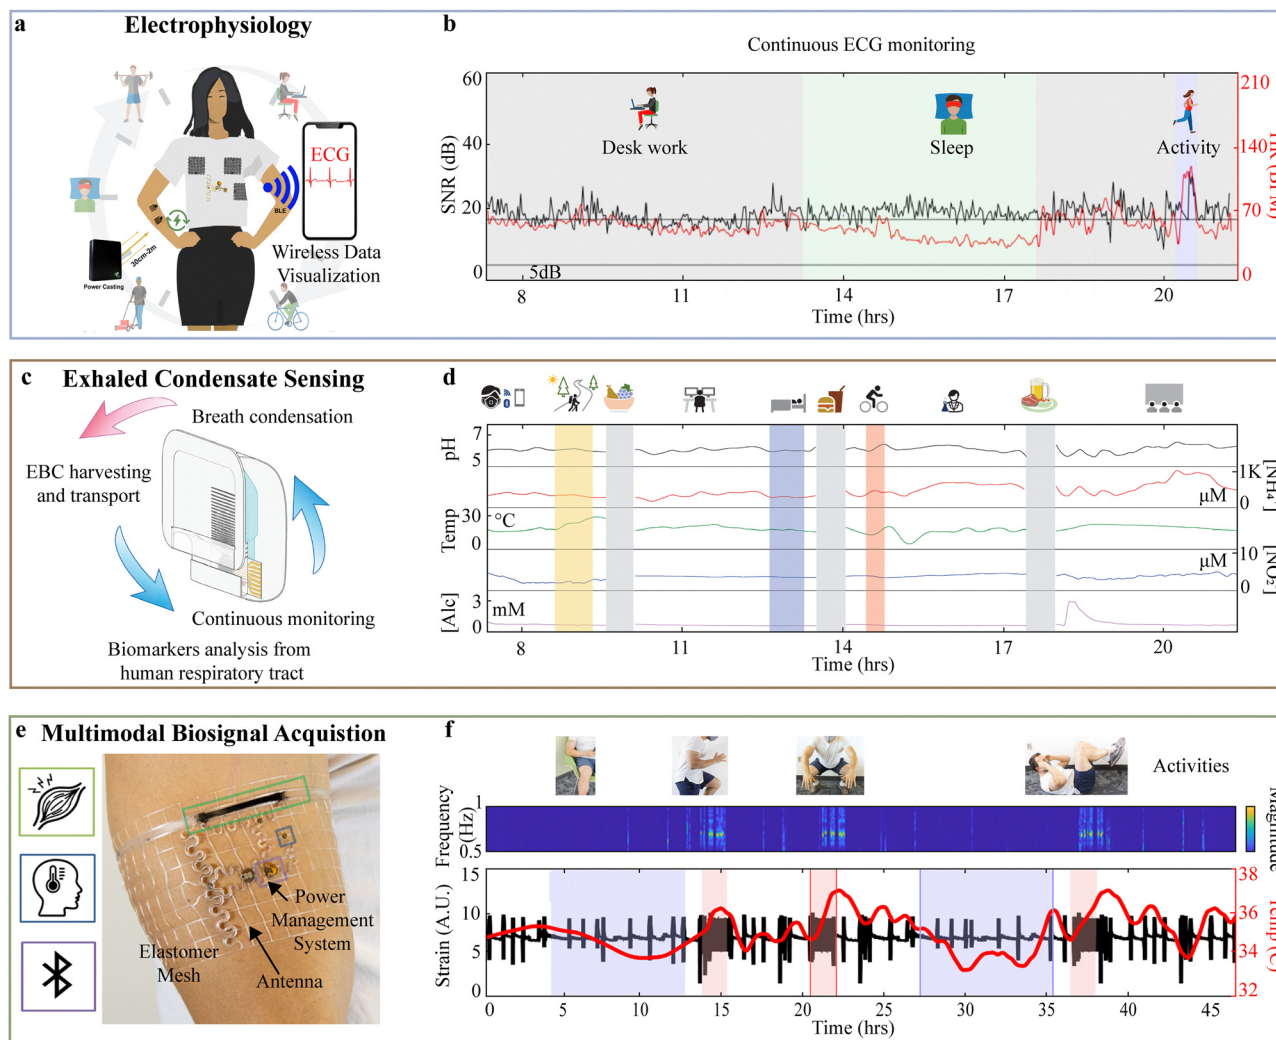 a
Electrophysiology
ECG
BLE
30cm-2m
Power Casting
Wireless Data
Visualization
b
Continuous ECG monitoring
SNR (dB)
60
40
20
0
Desk work
Sleep
Activity
5dB
210
140
70
0
HR (BPM)
8
11
14
17
20
Time (hrs)
c
Exhaled Condensate Sensing
Breath condensation
EBC harvesting
and transport
Continuous monitoring
Biomarkers analysis from
human respiratory tract
d
pH
7
5
1K
0
μM
[NH₄⁺]
Temp
30
0
°C
10
0
μM
[NO₂⁻]
[Alc]
3
0
mM
8
11
14
17
20
Time (hrs)
e
Multimodal Biosignal Acquistion
Power
Management
System
Elastomer
Mesh
Antenna
f
Activities
Frequency
(Hz)
1
0.5
Magnitude
Strain (A.U.)
15
10
5
0
38
36
34
32
Temp (C)
0
5
10
15
20
25
30
35
40
45
Time (hrs)